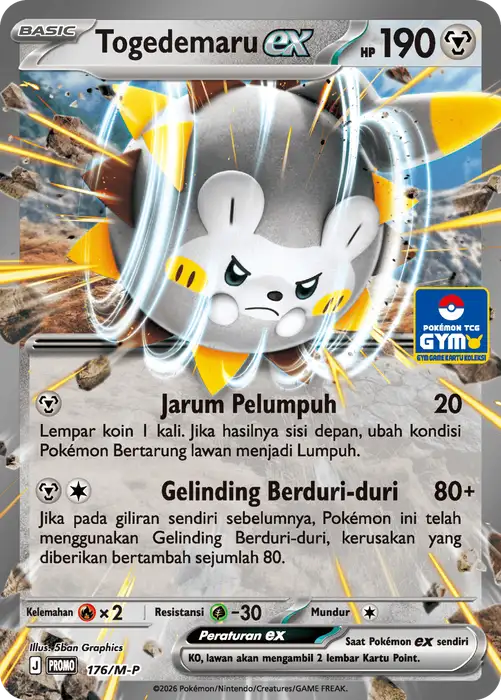 BASIC Togedemaru ex HP 190
POKÉMON TCG
GYM
GYM GAME KARTU KOLEKSI
Jarum Pelumpuh 20
Lempar koin 1 kali. Jika hasilnya sisi depan, ubah kondisi
Pokémon Bertarung lawan menjadi Lumpuh.
Gelinding Berduri-duri 80+
Jika pada giliran sendiri sebelumnya, Pokémon ini telah
menggunakan Gelinding Berduri-duri, kerusakan yang
diberikan bertambah sejumlah 80.
Kelemahan ×2 Resistansi -30 Mundur
Peraturan ex Saat Pokémon ex sendiri
KO, lawan akan mengambil 2 lembar Kartu Point.
Illus. 5ban Graphics
J PROMO 176/M-P
©2026 Pokémon/Nintendo/Creatures/GAME FREAK.